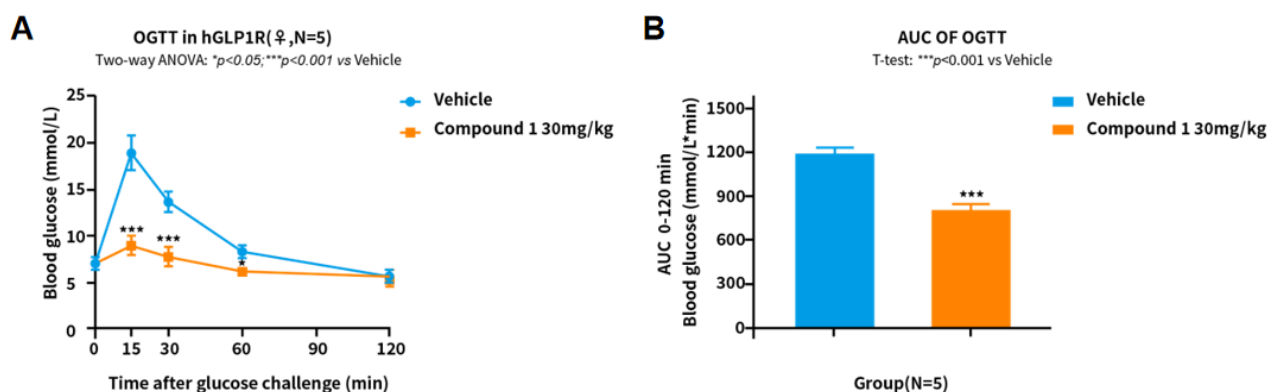 A
OGTT in hGLP1R(♀,N=5)
Two-way ANOVA: *p<0.05;***p<0.001 vs Vehicle
Blood glucose (mmol/L)
25
20
15
10
5
0
***
***
*
0 15 30 60 90 120
Time after glucose challenge (min)
Vehicle
Compound 1 30mg/kg
B
AUC OF OGTT
T-test: ***p<0.001 vs Vehicle
AUC 0-120 min
Blood glucose (mmol/L*min)
1500
1200
900
600
300
0
***
Group(N=5)
Vehicle
Compound 1 30mg/kg